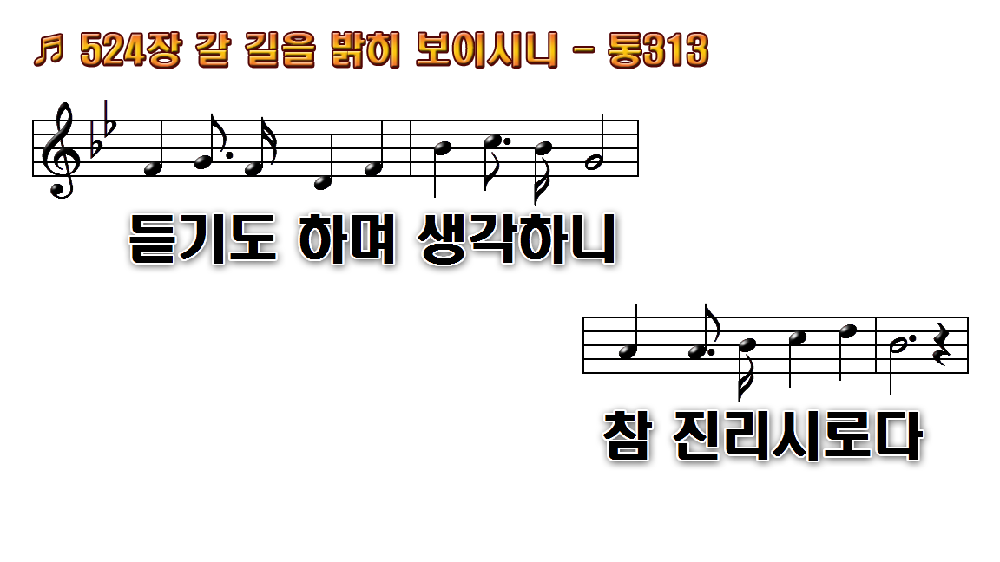 ♬ 524장 갈 길을 밝히 보이시니 - 통313
듣기도 하며 생각하니
참 진리시로다